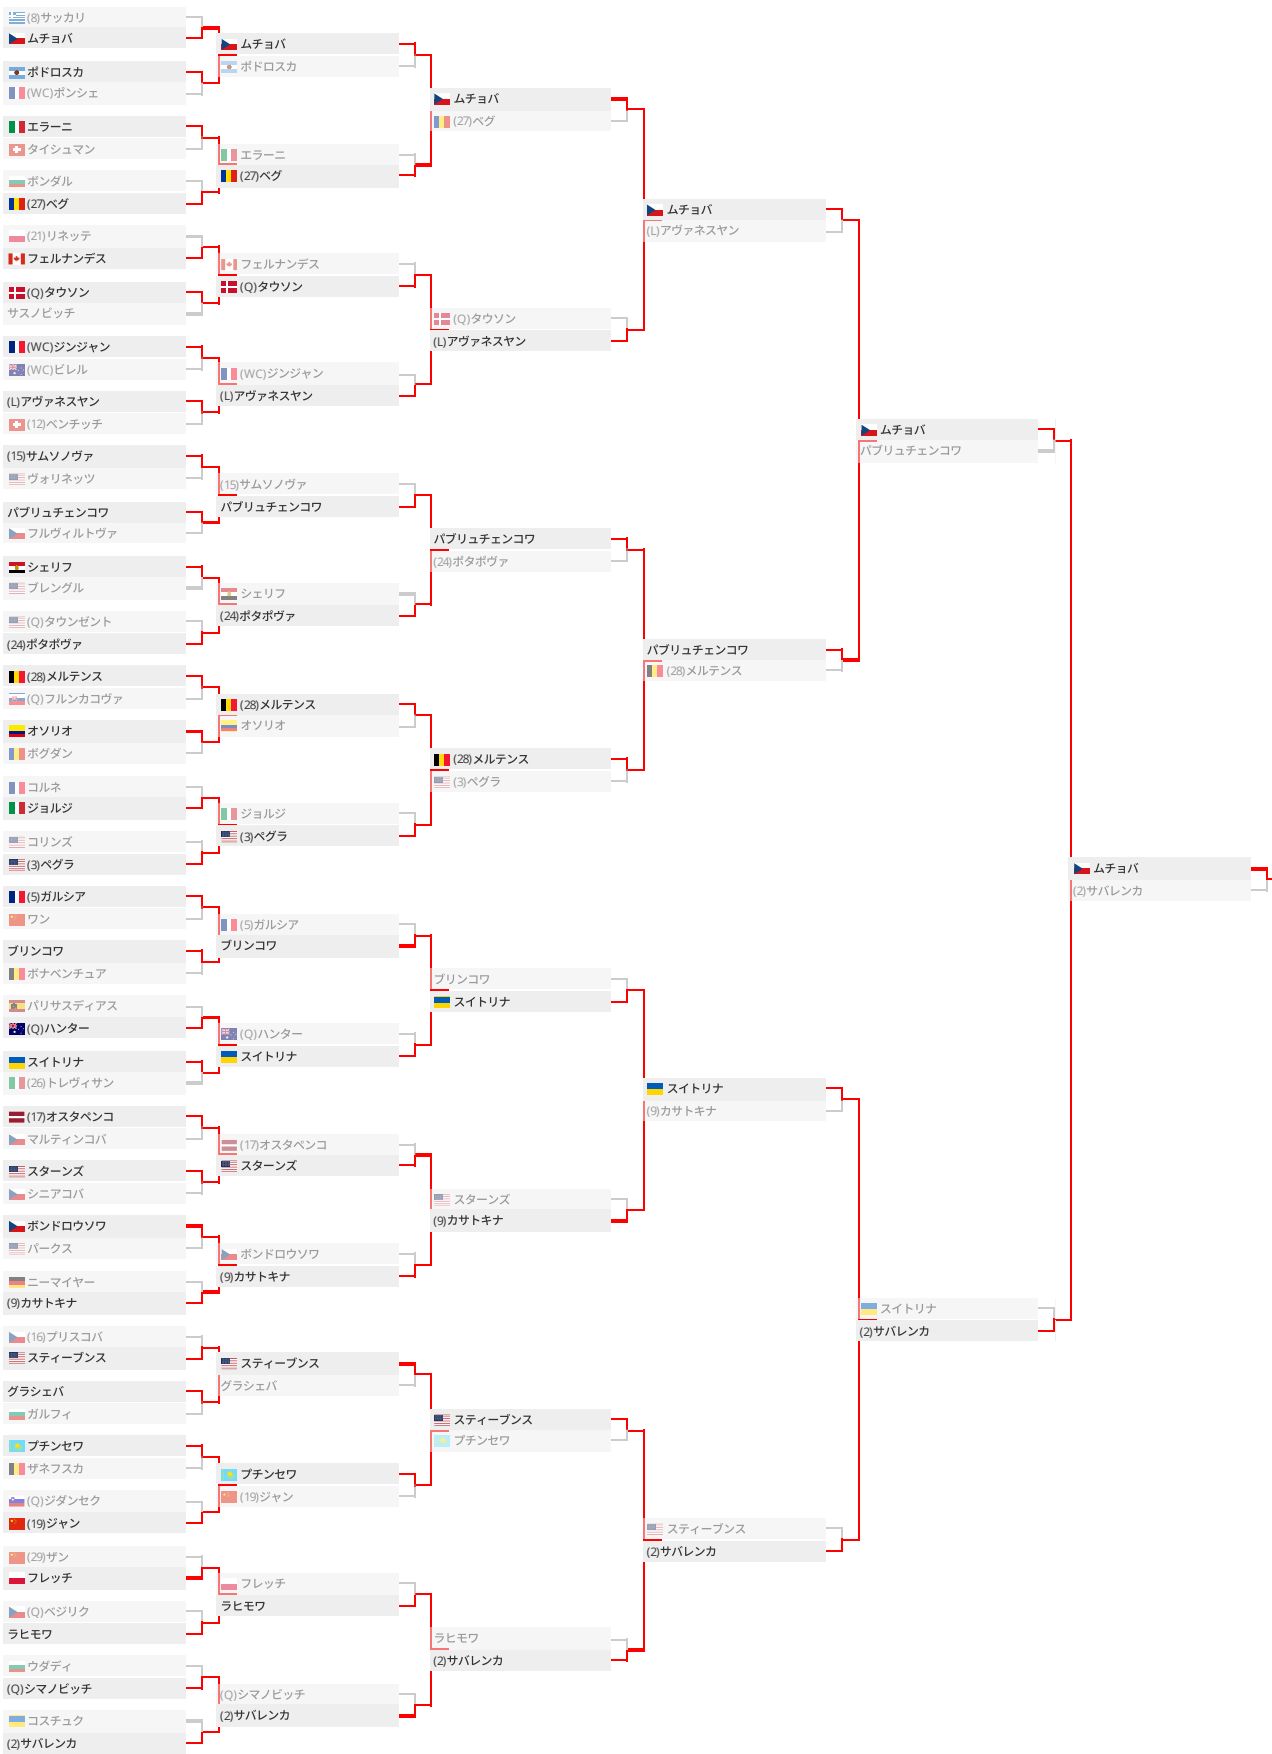 (8)サッカリ
ムチョバ
ポドロスカ
(WC)ポンシェ
エラーニ
タイシュマン
ボンダル
(27)ベグ
(21)リネッテ
フェルナンデス
(Q)タウソン
サスノビッチ
(WC)ジンジャン
(WC)ビレル
(L)アヴァネスヤン
(12)ベンチッチ
(15)サムソノヴァ
ヴォリネッツ
パブリュチェンコワ
フルヴィルトヴァ
シェリフ
ブレングル
(Q)タウンゼント
(24)ポタポヴァ
(28)メルテンス
(Q)フルンカコヴァ
オソリオ
ボグダン
コルネ
ジョルジ
コリンズ
(3)ペグラ
(5)ガルシア
ワン
ブリンコワ
ボナベンチュア
パリサスディアス
(Q)ハンター
スイトリナ
(26)トレヴィサン
(17)オスタペンコ
マルティンコバ
スターンズ
シニアコバ
ボンドロウソワ
パークス
ニーマイヤー
(9)カサトキナ
(16)プリスコバ
スティーブンス
グラシェバ
ガルフィ
プチンセワ
ザネフスカ
(Q)ジダンセク
(19)ジャン
(29)ザン
フレッチ
(Q)ベジリク
ラヒモワ
ウダディ
(Q)シマノビッチ
コスチュク
(2)サバレンカ
ムチョバ
ポドロスカ
エラーニ
(27)ベグ
フェルナンデス
(Q)タウソン
(WC)ジンジャン
(L)アヴァネスヤン
(15)サムソノヴァ
パブリュチェンコワ
シェリフ
(24)ポタポヴァ
(28)メルテンス
オソリオ
ジョルジ
(3)ペグラ
(5)ガルシア
ブリンコワ
(Q)ハンター
スイトリナ
(17)オスタペンコ
スターンズ
ボンドロウソワ
(9)カサトキナ
スティーブンス
グラシェバ
プチンセワ
(19)ジャン
フレッチ
ラヒモワ
(Q)シマノビッチ
(2)サバレンカ
ムチョバ
(27)ベグ
(Q)タウソン
(L)アヴァネスヤン
パブリュチェンコワ
(24)ポタポヴァ
(28)メルテンス
(3)ペグラ
ブリンコワ
スイトリナ
スターンズ
(9)カサトキナ
スティーブンス
プチンセワ
ラヒモワ
(2)サバレンカ
ムチョバ
(L)アヴァネスヤン
パブリュチェンコワ
(28)メルテンス
スイトリナ
(9)カサトキナ
スティーブンス
(2)サバレンカ
ムチョバ
パブリュチェンコワ
スイトリナ
(2)サバレンカ
ムチョバ
(2)サバレンカ